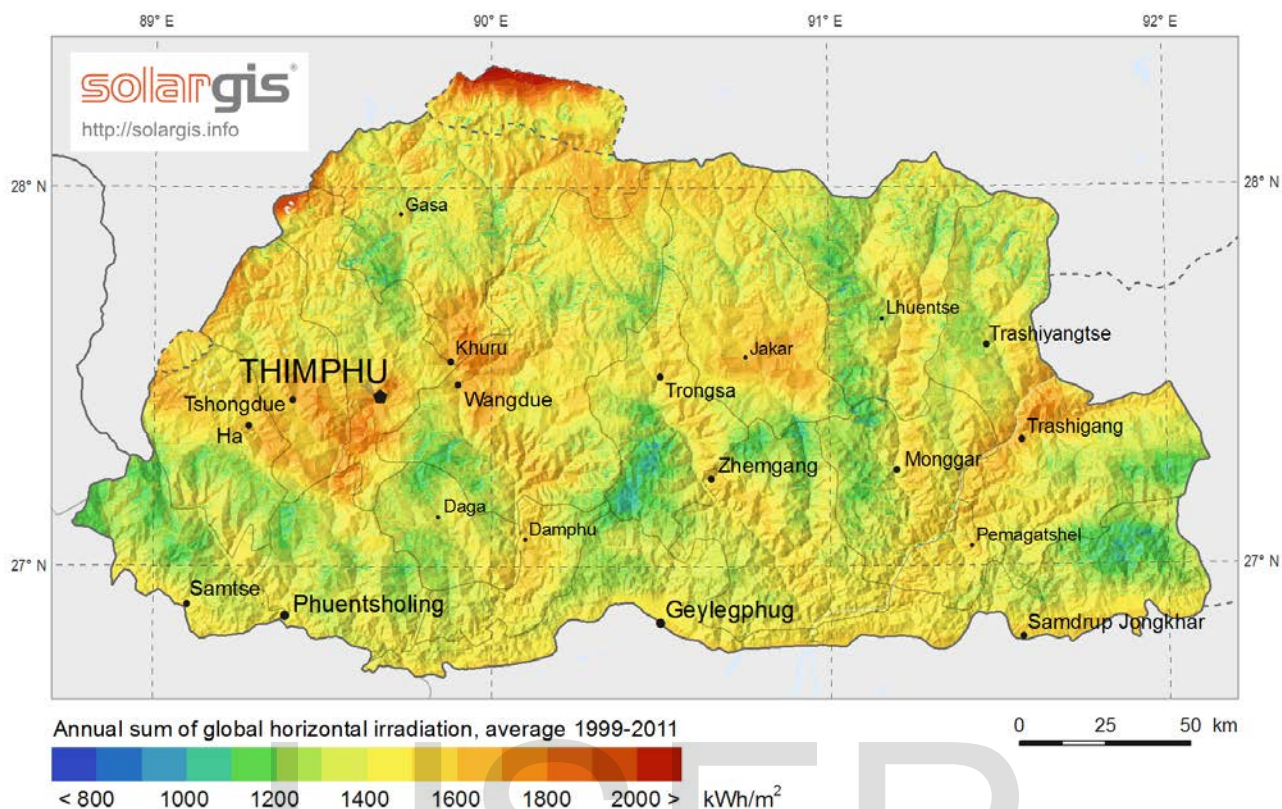 89° E 90° E 91° E 92° E
solargis®
http://solargis.info
28° N 28° N
Gasa
Lhuentse
Trashiyangtse
Khuru
Jakar
THIMPHU
Trongsa
Wangdue
Tshongdue
Ha
Trashigang
Zhemgang
Monggar
Daga
Damphu
Pemagatshel
27° N 27° N
Samtse
Phuentsholing
Geylegphug
Samdrup Jongkhar
Annual sum of global horizontal irradiation, average 1999-2011
0 25 50 km
< 800 1000 1200 1400 1600 1800 2000 > kWh/m²